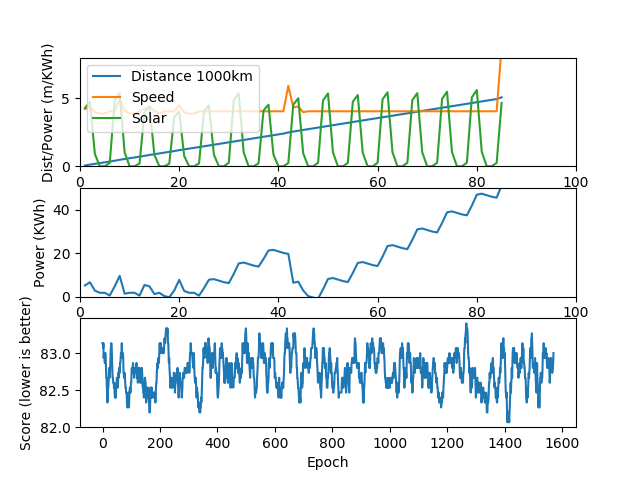 Dist/Power (m/KWh)
5
0
Distance 1000km
Speed
Solar
0 20 40 60 80 100
Power (KWh)
40
20
0
0 20 40 60 80 100
Score (lower is better)
83.0
82.5
82.0
0 200 400 600 800 1000 1200 1400 1600
Epoch